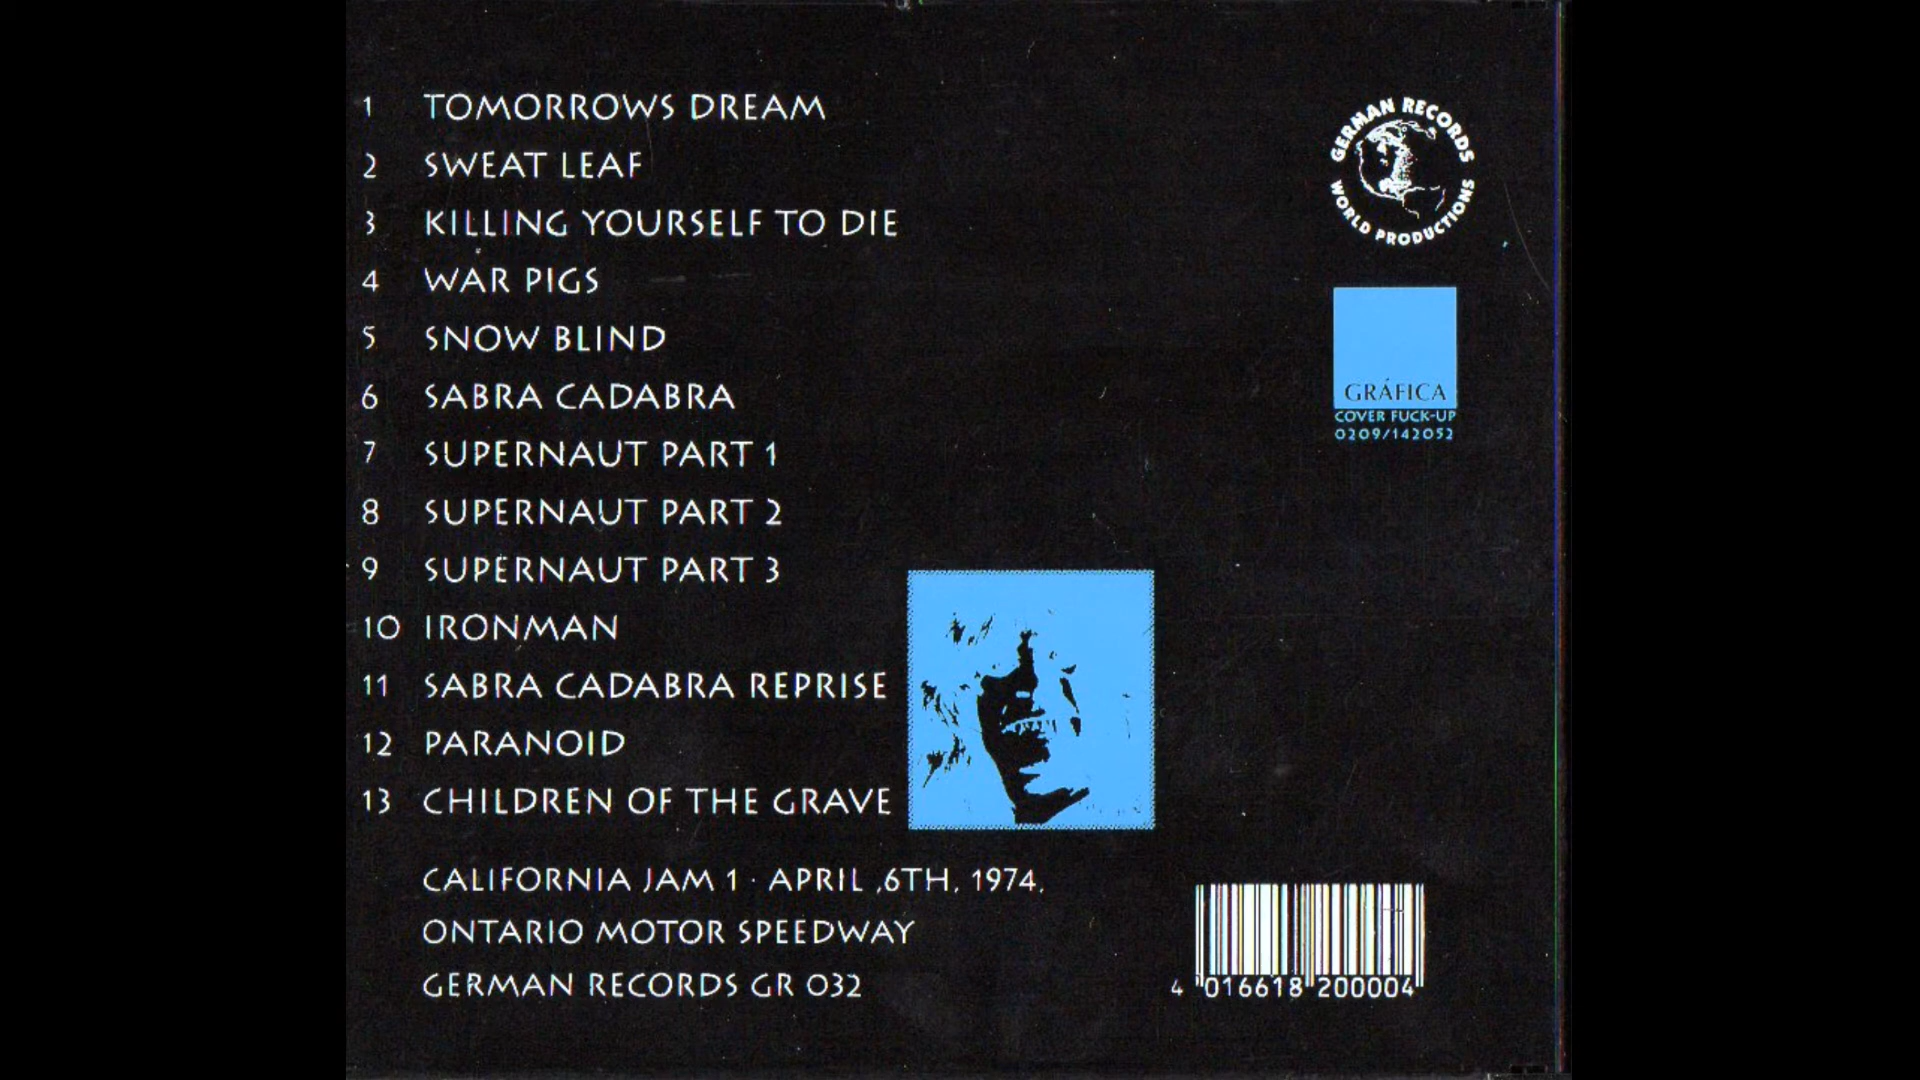 1 TOMORROWS DREAM
2 SWEAT LEAF
3 KILLING YOURSELF TO DIE
4 WAR PIGS
5 SNOW BLIND
6 SABRA CADABRA
7 SUPERNAUT PART 1
8 SUPERNAUT PART 2
9 SUPERNAUT PART 3
10 IRONMAN
11 SABRA CADABRA REPRISE
12 PARANOID
13 CHILDREN OF THE GRAVE
CALIFORNIA JAM 1 · APRIL ,6TH, 1974,
ONTARIO MOTOR SPEEDWAY
GERMAN RECORDS GR 032
GERMAN RECORDS
WORLD PRODUCTIONS
GRÁFICA
COVER FUCK-UP
0209/142052
4 016618 200004